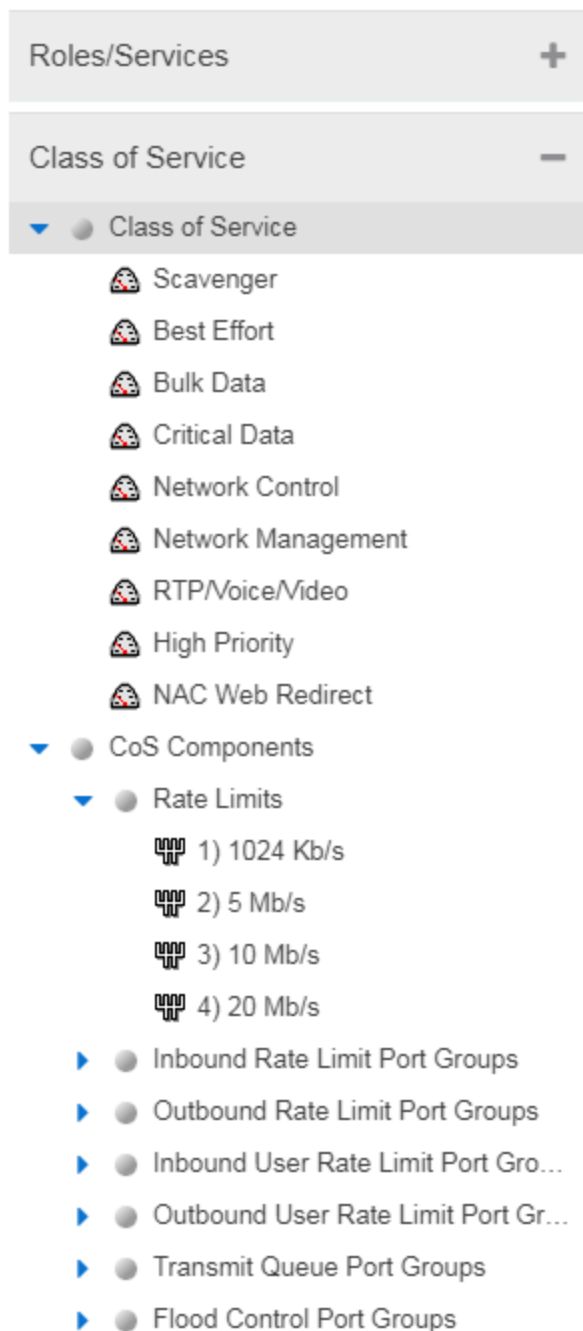 Roles/Services
Class of Service
Class of Service
Scavenger
Best Effort
Bulk Data
Critical Data
Network Control
Network Management
RTP/Voice/Video
High Priority
NAC Web Redirect
CoS Components
Rate Limits
1) 1024 Kb/s
2) 5 Mb/s
3) 10 Mb/s
4) 20 Mb/s
Inbound Rate Limit Port Groups
Outbound Rate Limit Port Groups
Inbound User Rate Limit Port Gro...
Outbound User Rate Limit Port Gr...
Transmit Queue Port Groups
Flood Control Port Groups